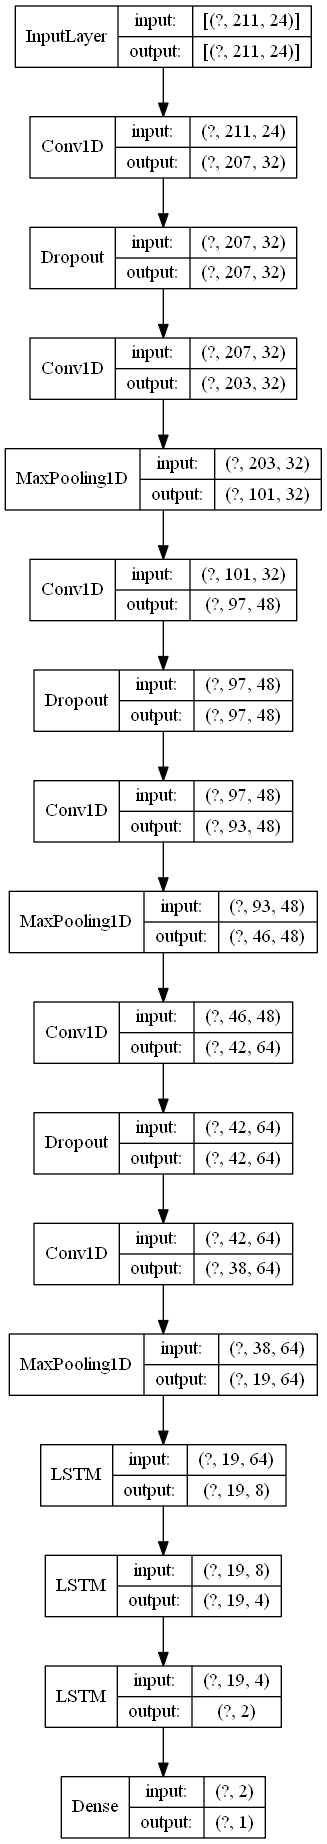 InputLayer input: [(?, 211, 24)]
output: [(?, 211, 24)]
Conv1D input: (?, 211, 24)
output: (?, 207, 32)
Dropout input: (?, 207, 32)
output: (?, 207, 32)
Conv1D input: (?, 207, 32)
output: (?, 203, 32)
MaxPooling1D input: (?, 203, 32)
output: (?, 101, 32)
Conv1D input: (?, 101, 32)
output: (?, 97, 48)
Dropout input: (?, 97, 48)
output: (?, 97, 48)
Conv1D input: (?, 97, 48)
output: (?, 93, 48)
MaxPooling1D input: (?, 93, 48)
output: (?, 46, 48)
Conv1D input: (?, 46, 48)
output: (?, 42, 64)
Dropout input: (?, 42, 64)
output: (?, 42, 64)
Conv1D input: (?, 42, 64)
output: (?, 38, 64)
MaxPooling1D input: (?, 38, 64)
output: (?, 19, 64)
LSTM input: (?, 19, 64)
output: (?, 19, 8)
LSTM input: (?, 19, 8)
output: (?, 19, 4)
LSTM input: (?, 19, 4)
output: (?, 2)
Dense input: (?, 2)
output: (?, 1)